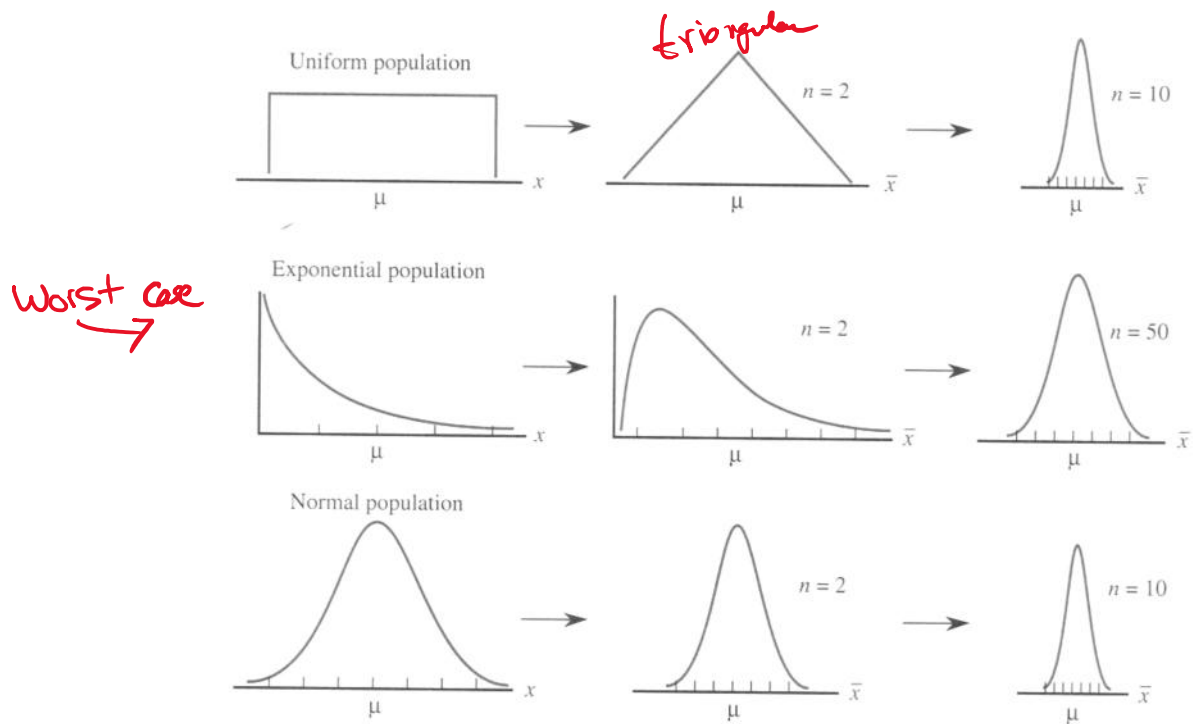 triangular
Uniform population
n = 2
n = 10
x
x̄
x̄
μ
μ
μ
Worst case
Exponential population
n = 2
n = 50
x
x̄
x̄
μ
μ
μ
Normal population
n = 2
n = 10
x
x̄
x̄
μ
μ
μ